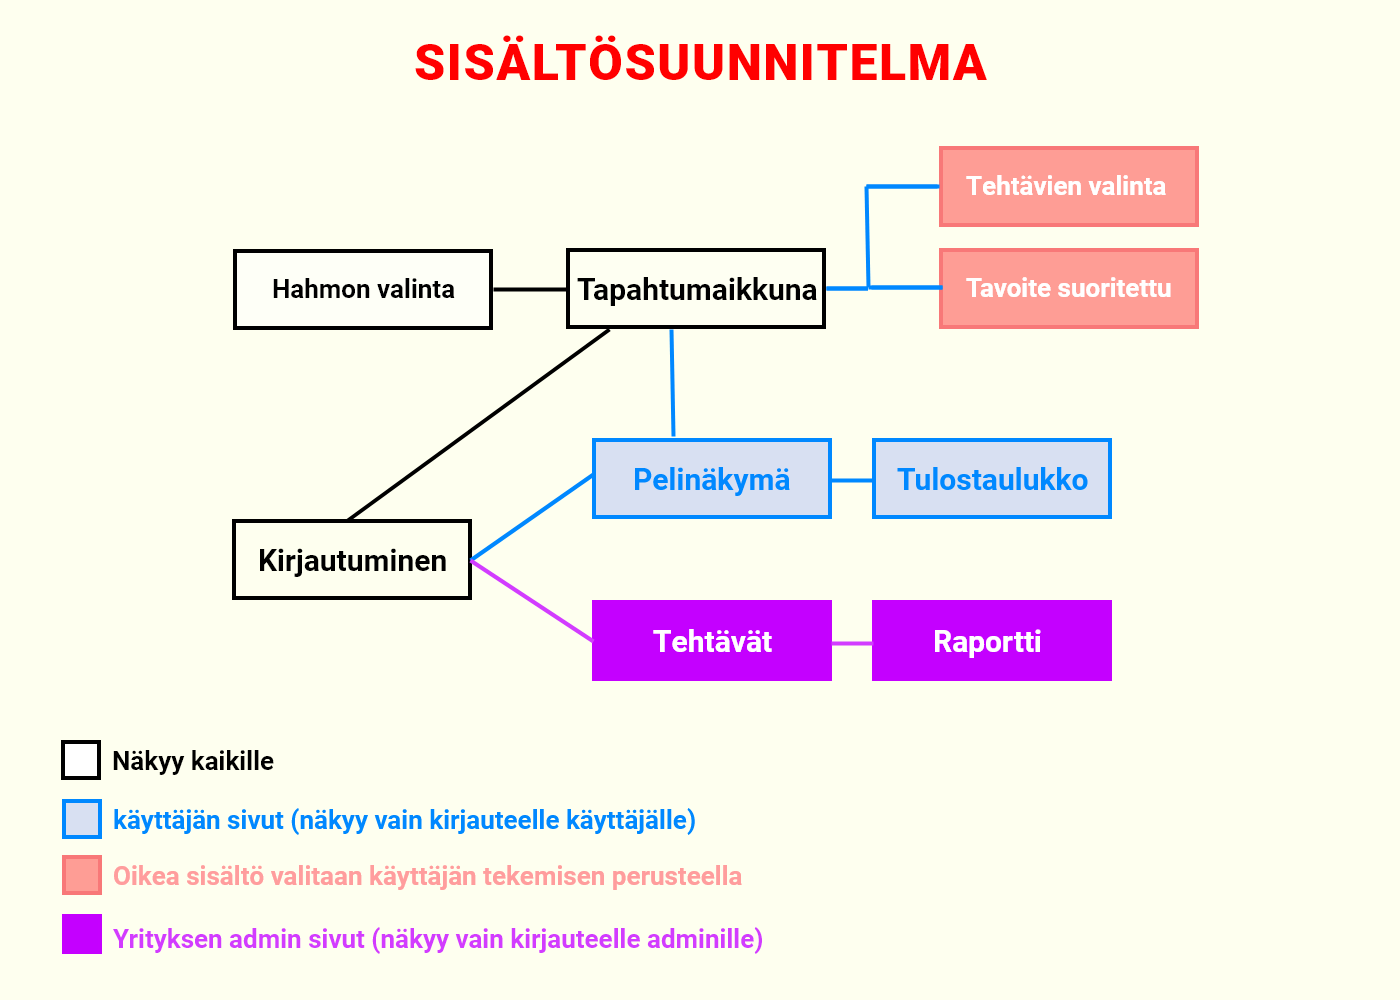 SISÄLTÖSUUNNITELMA
Tehtävien valinta
Hahmon valinta
Tapahtumaikkuna
Tavoite suoritettu
Pelinäkymä
Tulostaulukko
Kirjautuminen
Tehtävät
Raportti
Näkyy kaikille
käyttäjän sivut (näkyy vain kirjauteelle käyttäjälle)
Oikea sisältö valitaan käyttäjän tekemisen perusteella
Yrityksen admin sivut (näkyy vain kirjauteelle adminille)